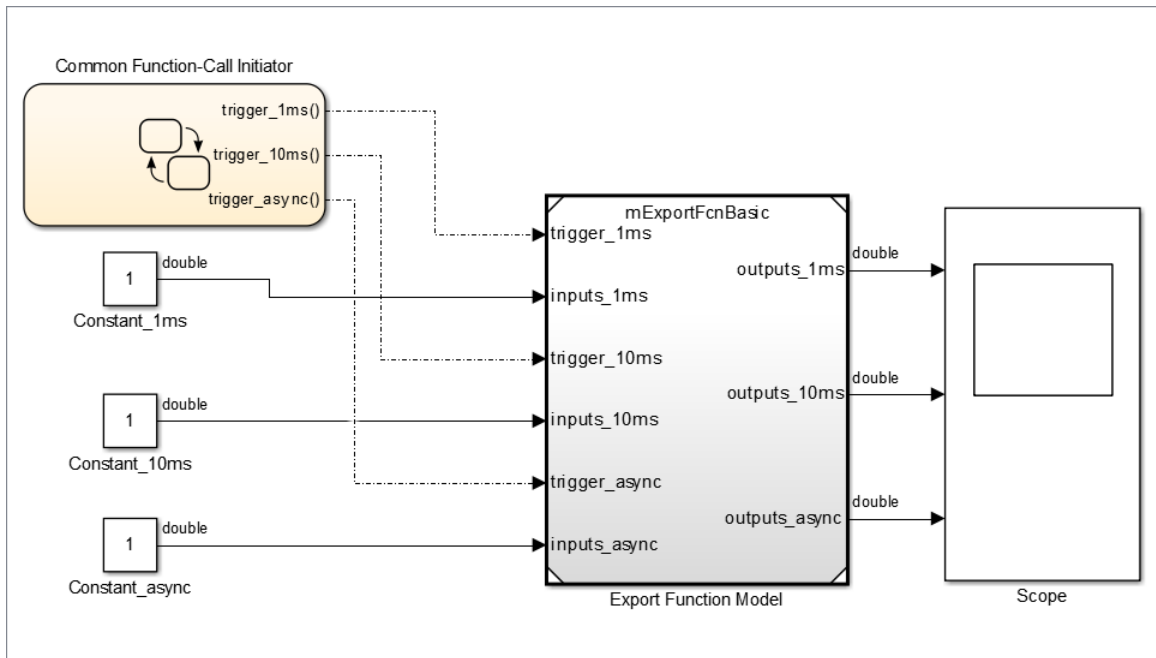 Common Function-Call Initiator
trigger_1ms()
trigger_10ms()
trigger_async()
1
double
Constant_1ms
1
double
Constant_10ms
1
double
Constant_async
mExportFcnBasic
trigger_1ms
inputs_1ms
trigger_10ms
inputs_10ms
trigger_async
inputs_async
outputs_1ms
outputs_10ms
outputs_async
Export Function Model
double
double
double
Scope